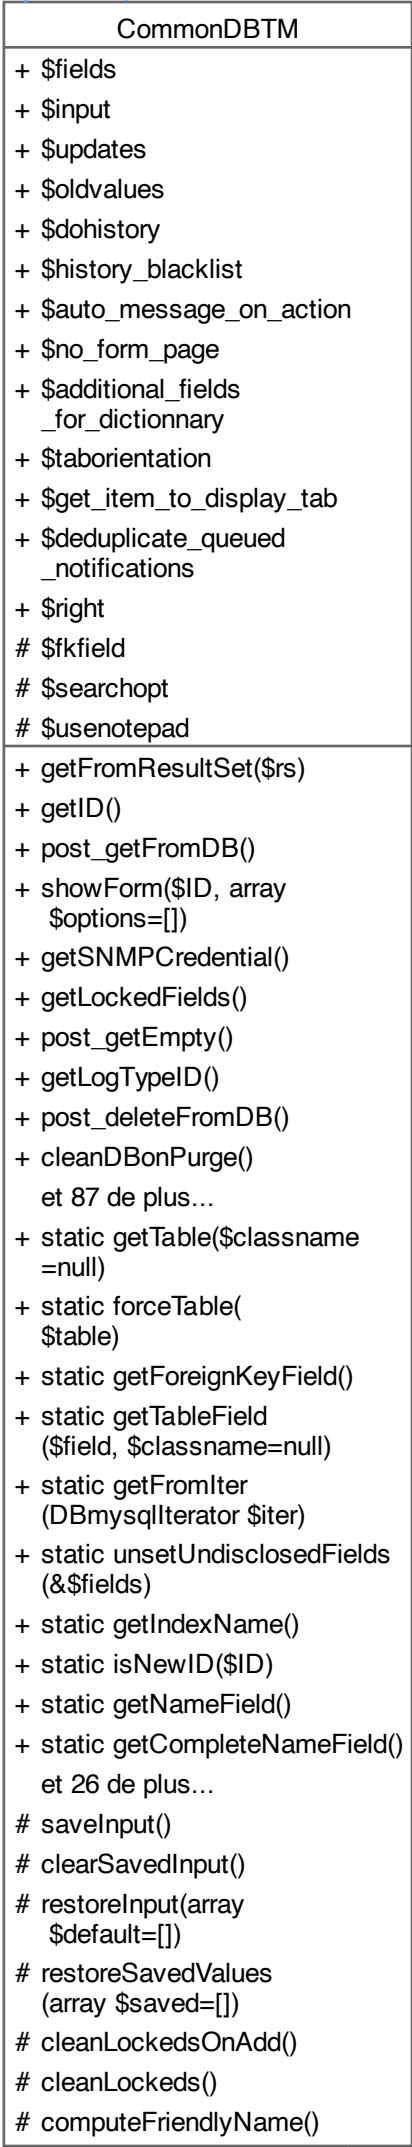 CommonDBTM
+ $fields
+ $input
+ $updates
+ $oldvalues
+ $dohistory
+ $history_blacklist
+ $auto_message_on_action
+ $no_form_page
+ $additional_fields
_for_dictionnary
+ $taborientation
+ $get_item_to_display_tab
+ $deduplicate_queued
_notifications
+ $right
# $fkfield
# $searchopt
# $usenotepad
+ getFromResultSet($rs)
+ getID()
+ post_getFromDB()
+ showForm($ID, array
$options=[])
+ getSNMPCredential()
+ getLockedFields()
+ post_getEmpty()
+ getLogTypeID()
+ post_deleteFromDB()
+ cleanDBonPurge()
et 87 de plus...
+ static getTable($classname
=null)
+ static forceTable(
$table)
+ static getForeignKeyField()
+ static getTableField
($field, $classname=null)
+ static getFromIter
(DBmysqlIterator $iter)
+ static unsetUndisclosedFields
(&$fields)
+ static getIndexName()
+ static isNewID($ID)
+ static getNameField()
+ static getCompleteNameField()
et 26 de plus...
# saveInput()
# clearSavedInput()
# restoreInput(array
$default=[])
# restoreSavedValues
(array $saved=[])
# cleanLockedsOnAdd()
# cleanLockeds()
# computeFriendlyName()